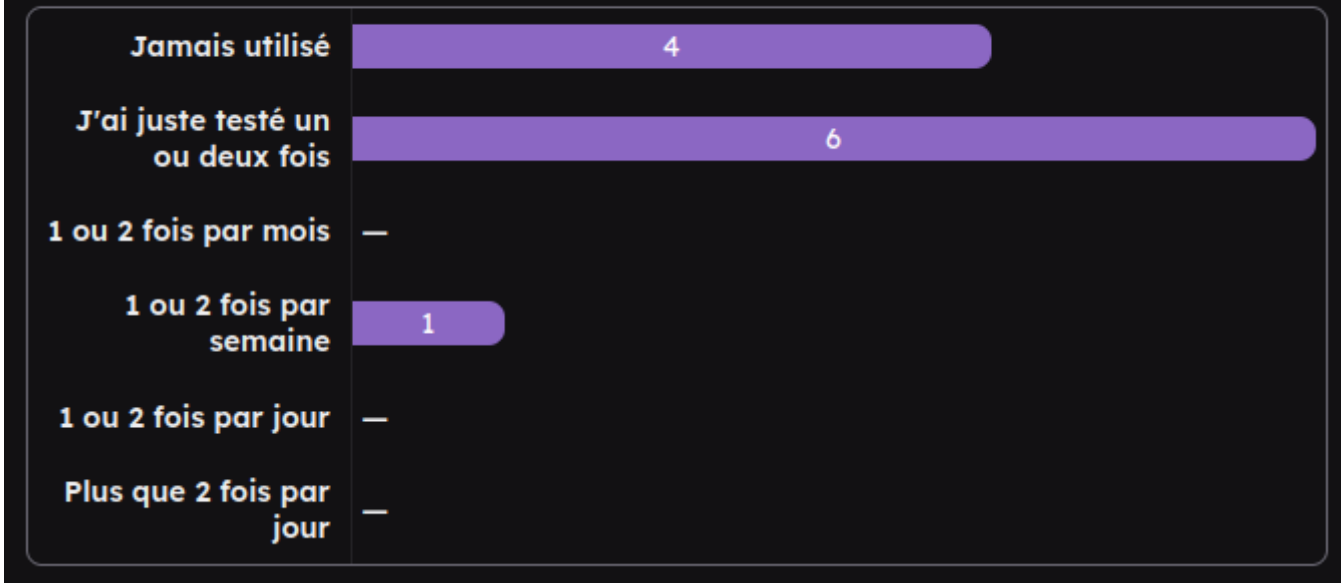 Jamais utilisé
4
J'ai juste testé un
ou deux fois
6
1 ou 2 fois par mois
—
1 ou 2 fois par
semaine
1
1 ou 2 fois par jour
—
Plus que 2 fois par
jour
—